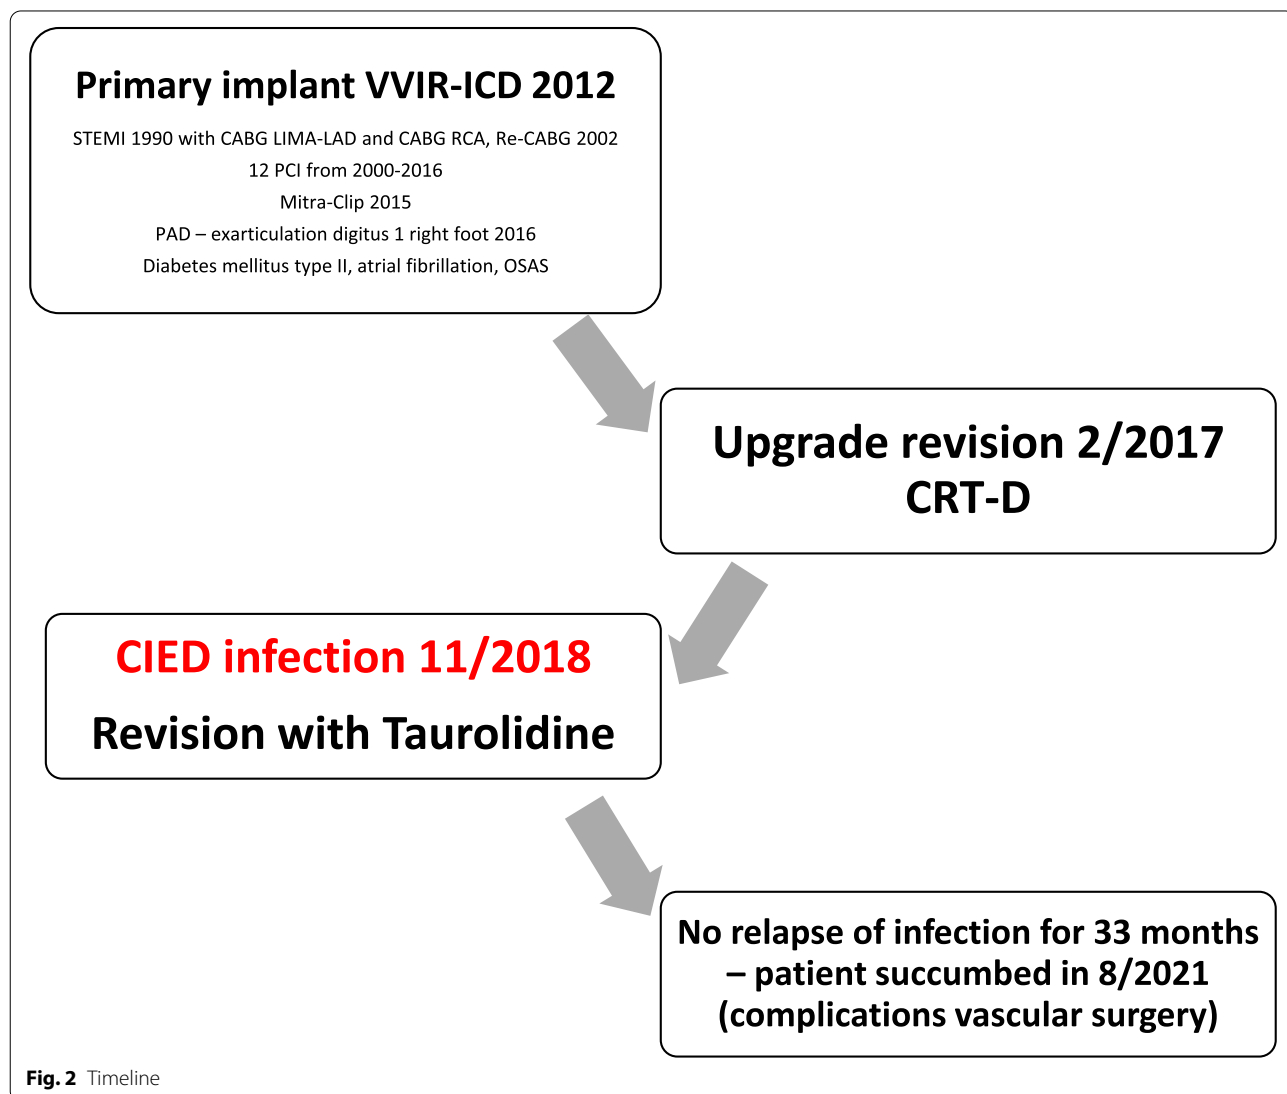 Primary implant VVIR-ICD 2012
STEMI 1990 with CABG LIMA-LAD and CABG RCA, Re-CABG 2002
12 PCI from 2000-2016
Mitra-Clip 2015
PAD – exarticulation digitus 1 right foot 2016
Diabetes mellitus type II, atrial fibrillation, OSAS
Upgrade revision 2/2017
CRT-D
CIED infection 11/2018
Revision with Taurolidine
No relapse of infection for 33 months
– patient succumbed in 8/2021
(complications vascular surgery)
Fig. 2 Timeline